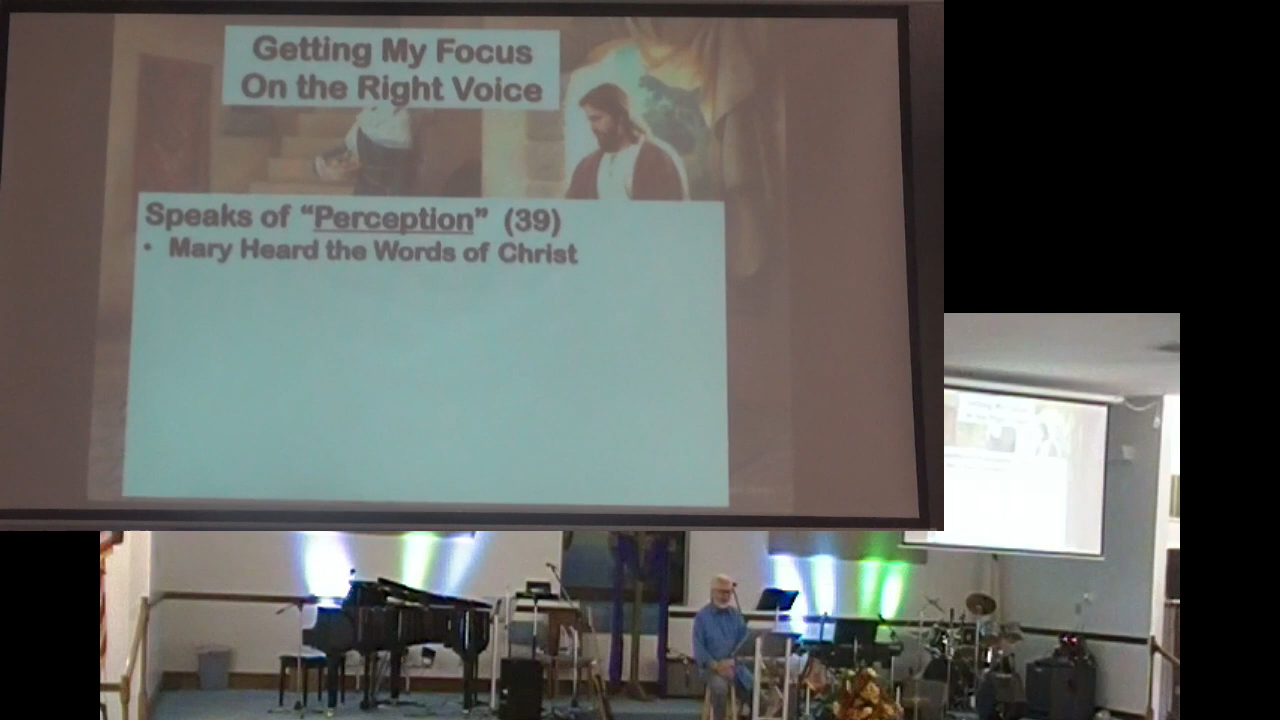 Getting My Focus
On the Right Voice
Speaks of “Perception” (39)
• Mary Heard the Words of Christ